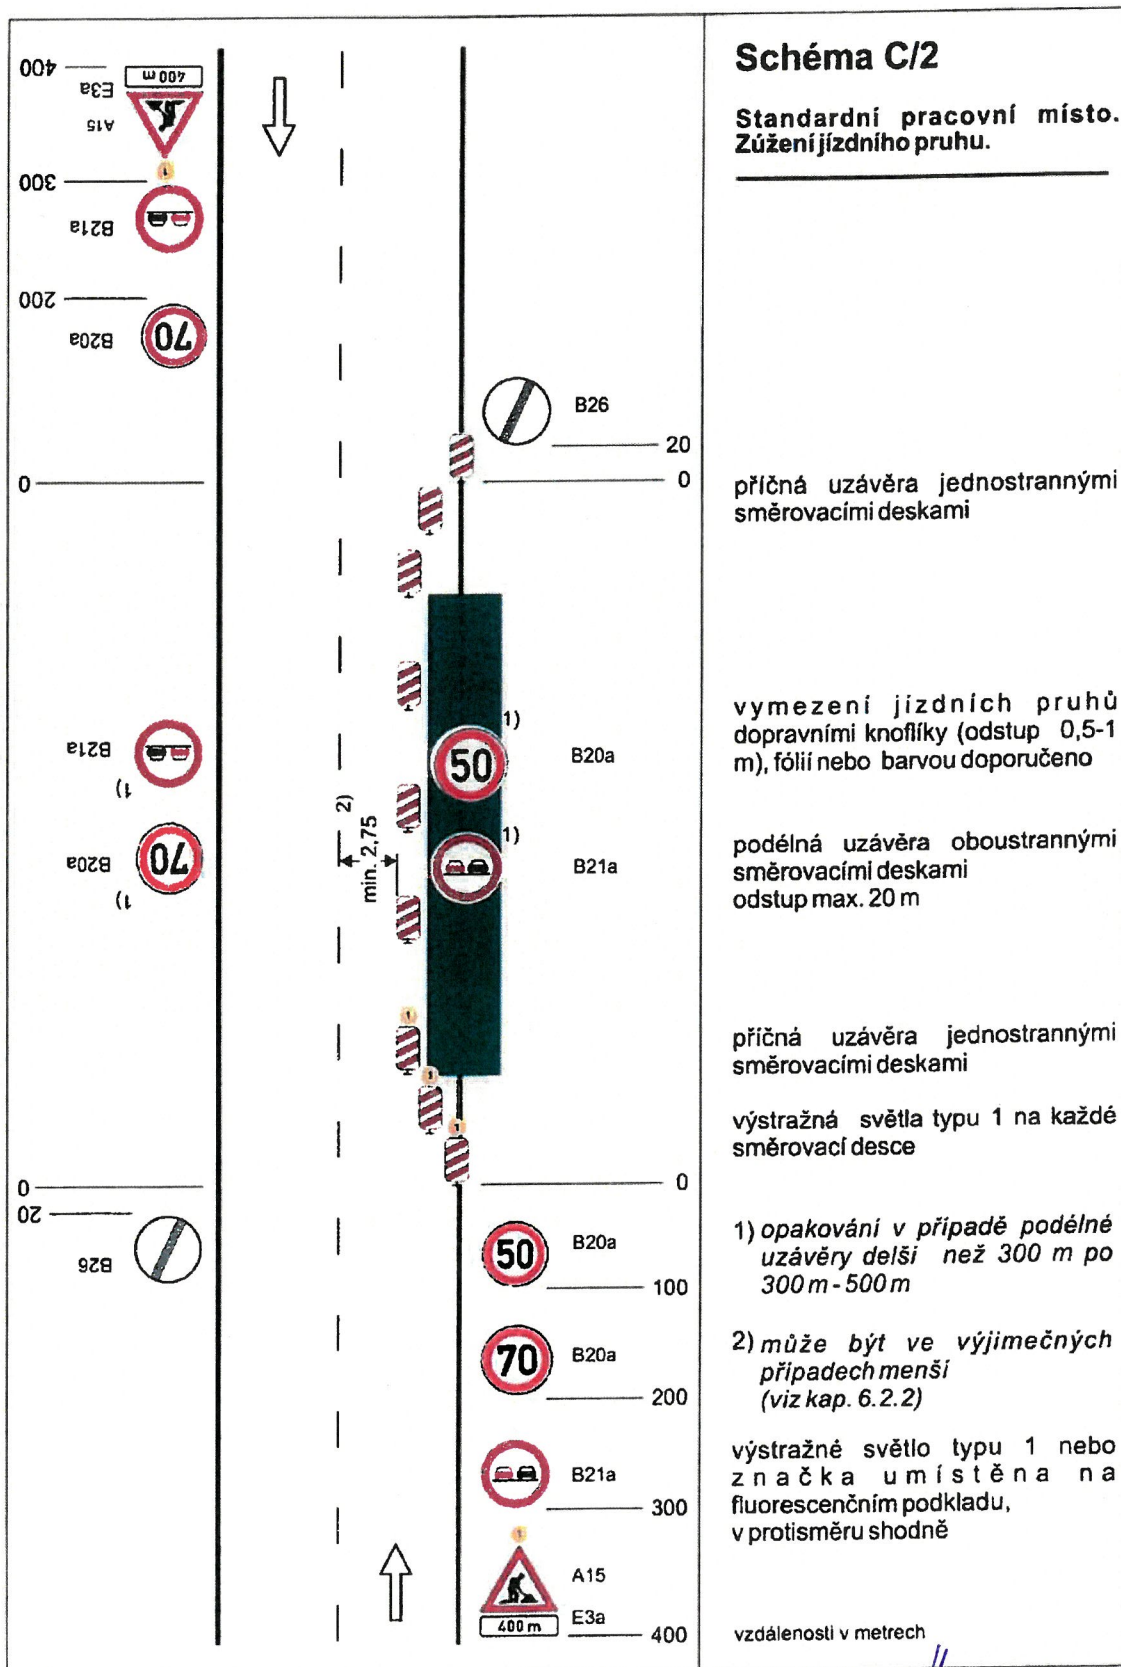 Schéma C/2
Standardní pracovní místo.
Zúžení jízdního pruhu.
400
400 m
E3a
A15
1
300
B21a
200
B20a
70
0
B26
20
0
příčná uzávěra jednostrannými
směrovacími deskami
vymezení jízdních pruhů
dopravními knoflíky (odstup 0,5-1
m), fólií nebo barvou doporučeno
B21a
1)
B20a
70
1)
2)
min. 2,75
1)
50
B20a
1)
B21a
podélná uzávěra oboustrannými
směrovacími deskami
odstup max. 20 m
1
1
1
příčná uzávěra jednostrannými
směrovacími deskami
výstražná světla typu 1 na každé
směrovací desce
0
20
B26
0
50
B20a
100
70
B20a
200
B21a
300
1
A15
E3a
400 m
400
1) opakování v případě podélné
uzávěry delší než 300 m po
300 m - 500 m
2) může být ve výjimečných
případech menší
(viz kap. 6.2.2)
výstražné světlo typu 1 nebo
značka umístěna na
fluorescenčním podkladu,
v protisměru shodně
vzdálenosti v metrech